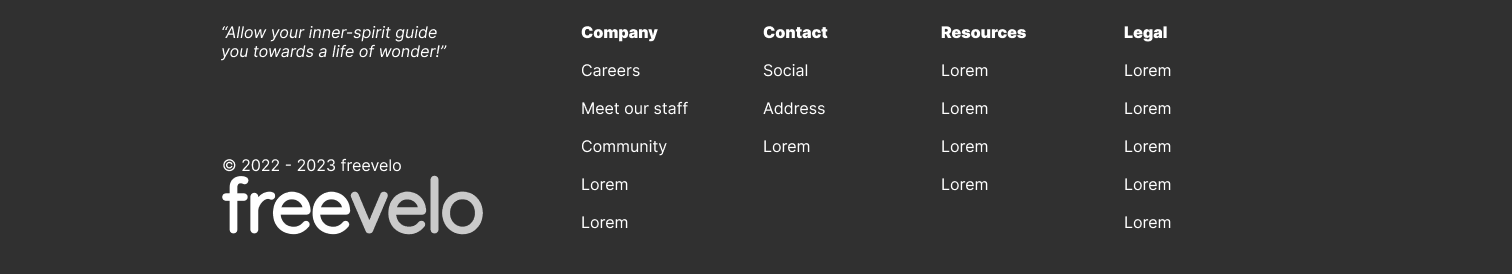 “Allow your inner-spirit guide
you towards a life of wonder!”
© 2022 - 2023 freevelo
freevelo
Company
Careers
Meet our staff
Community
Lorem
Lorem
Contact
Social
Address
Lorem
Resources
Lorem
Lorem
Lorem
Lorem
Legal
Lorem
Lorem
Lorem
Lorem
Lorem